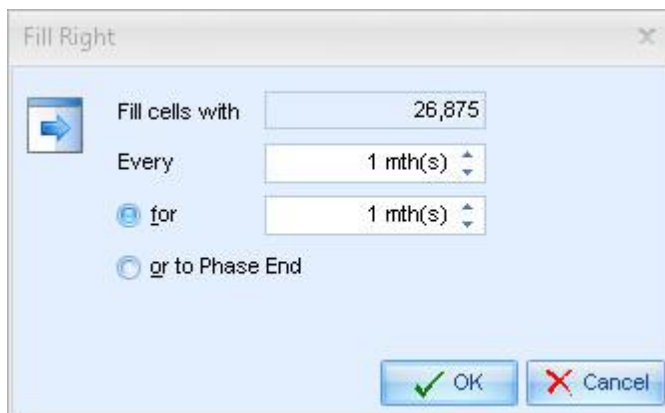 Fill Right
Fill cells with 26,875
Every 1 mth(s)
for 1 mth(s)
or to Phase End
OK Cancel